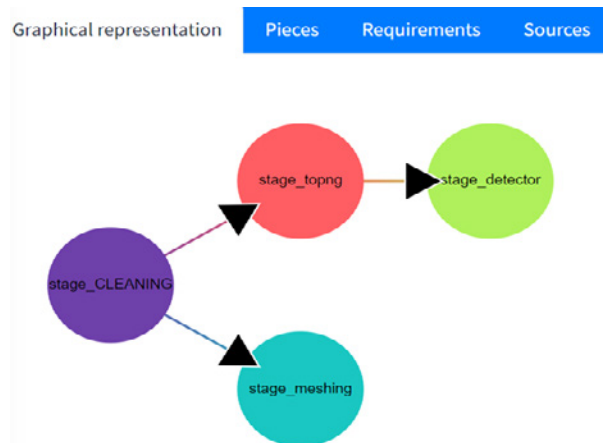 Graphical representation Pieces Requirements Sources
stage_topng
stage_detector
stage_CLEANING
stage_meshing